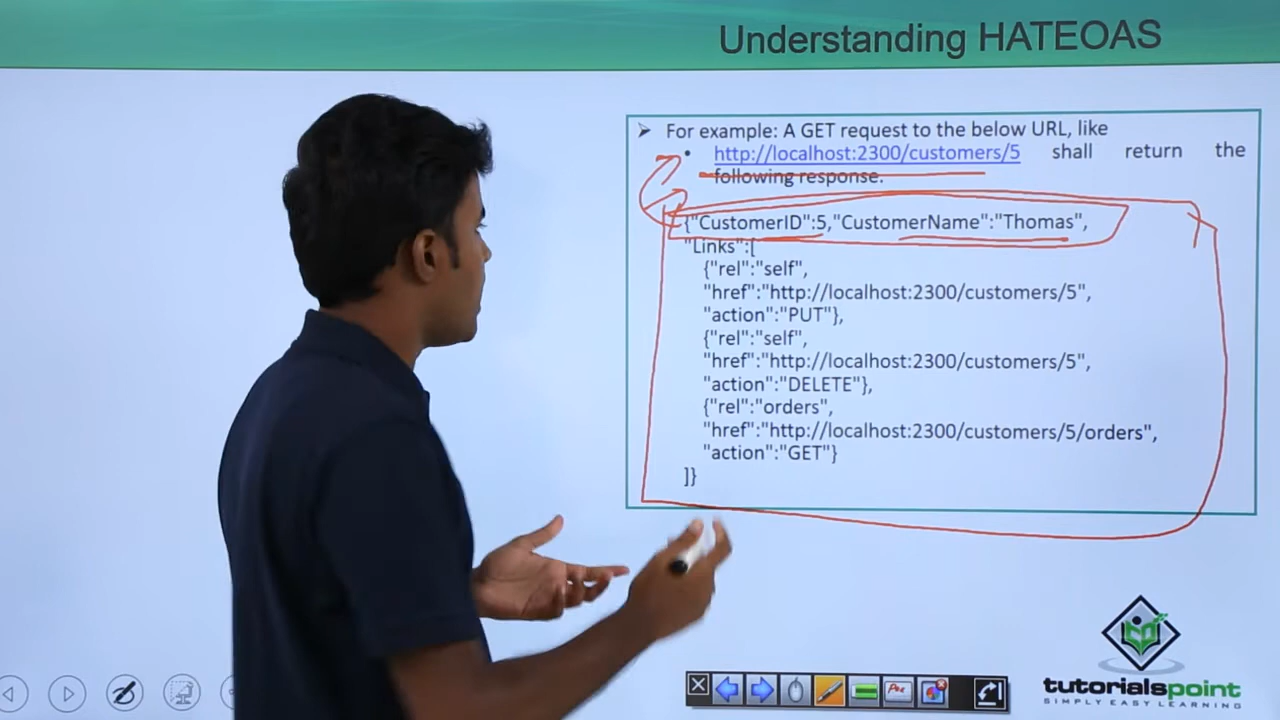 Understanding HATEOAS
For example: A GET request to the below URL, like
http://localhost:2300/customers/5 shall return the
following response.
{"CustomerID":5,"CustomerName":"Thomas",
"Links":[
{"rel":"self",
"href":"http://localhost:2300/customers/5",
"action":"PUT"},
{"rel":"self",
"href":"http://localhost:2300/customers/5",
"action":"DELETE"},
{"rel":"orders",
"href":"http://localhost:2300/customers/5/orders",
"action":"GET"}
]}
Pen
tutorialspoint
SIMPLY EASY LEARNING